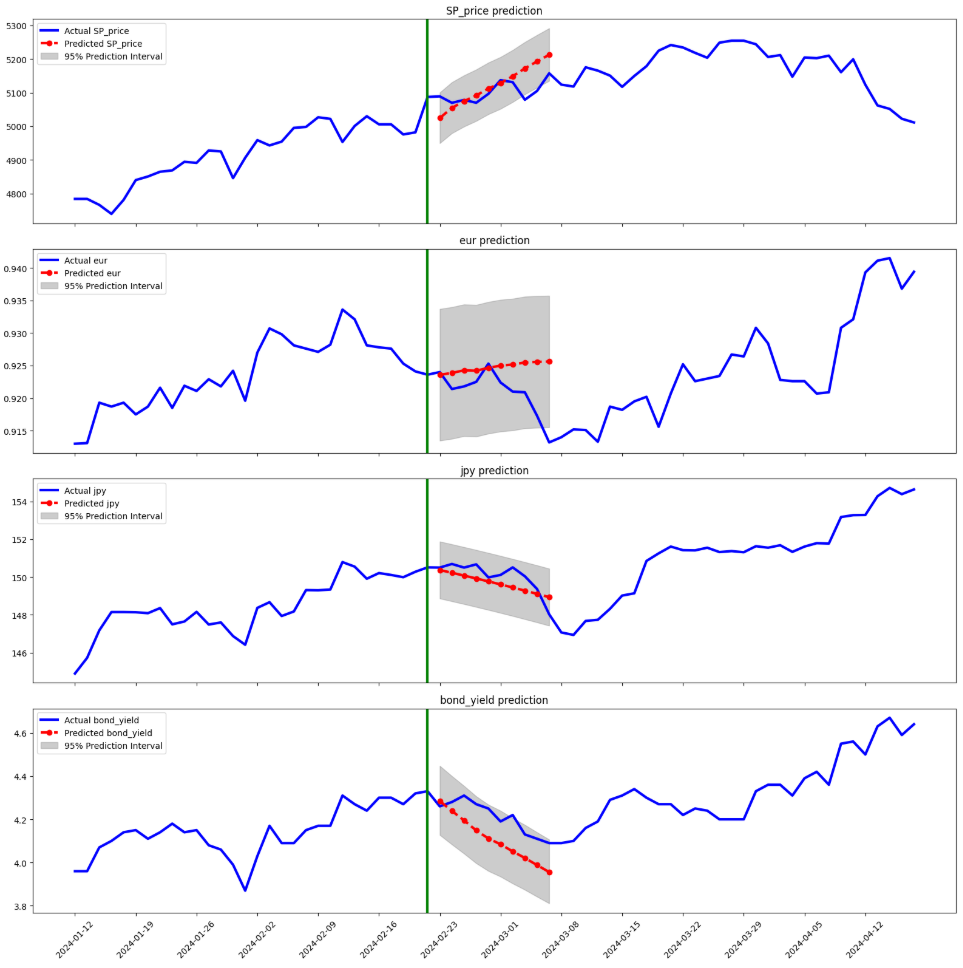 SP_price prediction
5300
5200
5100
5000
4900
4800
Actual SP_price
Predicted SP_price
95% Prediction Interval
eur prediction
0.940
0.935
0.930
0.925
0.920
0.915
Actual eur
Predicted eur
95% Prediction Interval
jpy prediction
154
152
150
148
146
Actual jpy
Predicted jpy
95% Prediction Interval
bond_yield prediction
4.6
4.4
4.2
4.0
3.8
Actual bond_yield
Predicted bond_yield
95% Prediction Interval
2024-01-12
2024-01-19
2024-01-26
2024-02-02
2024-02-09
2024-02-16
2024-02-23
2024-03-01
2024-03-08
2024-03-15
2024-03-22
2024-03-29
2024-04-05
2024-04-12